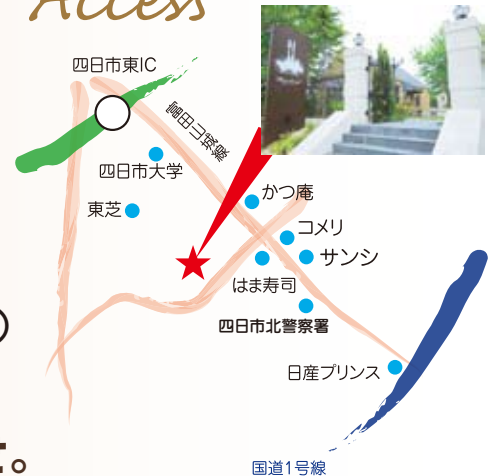 Access
四日市東IC
富田山城線
四日市大学
東芝
かつ庵
コメリ
サンシ
はま寿司
四日市北警察署
日産プリンス
国道1号線
。